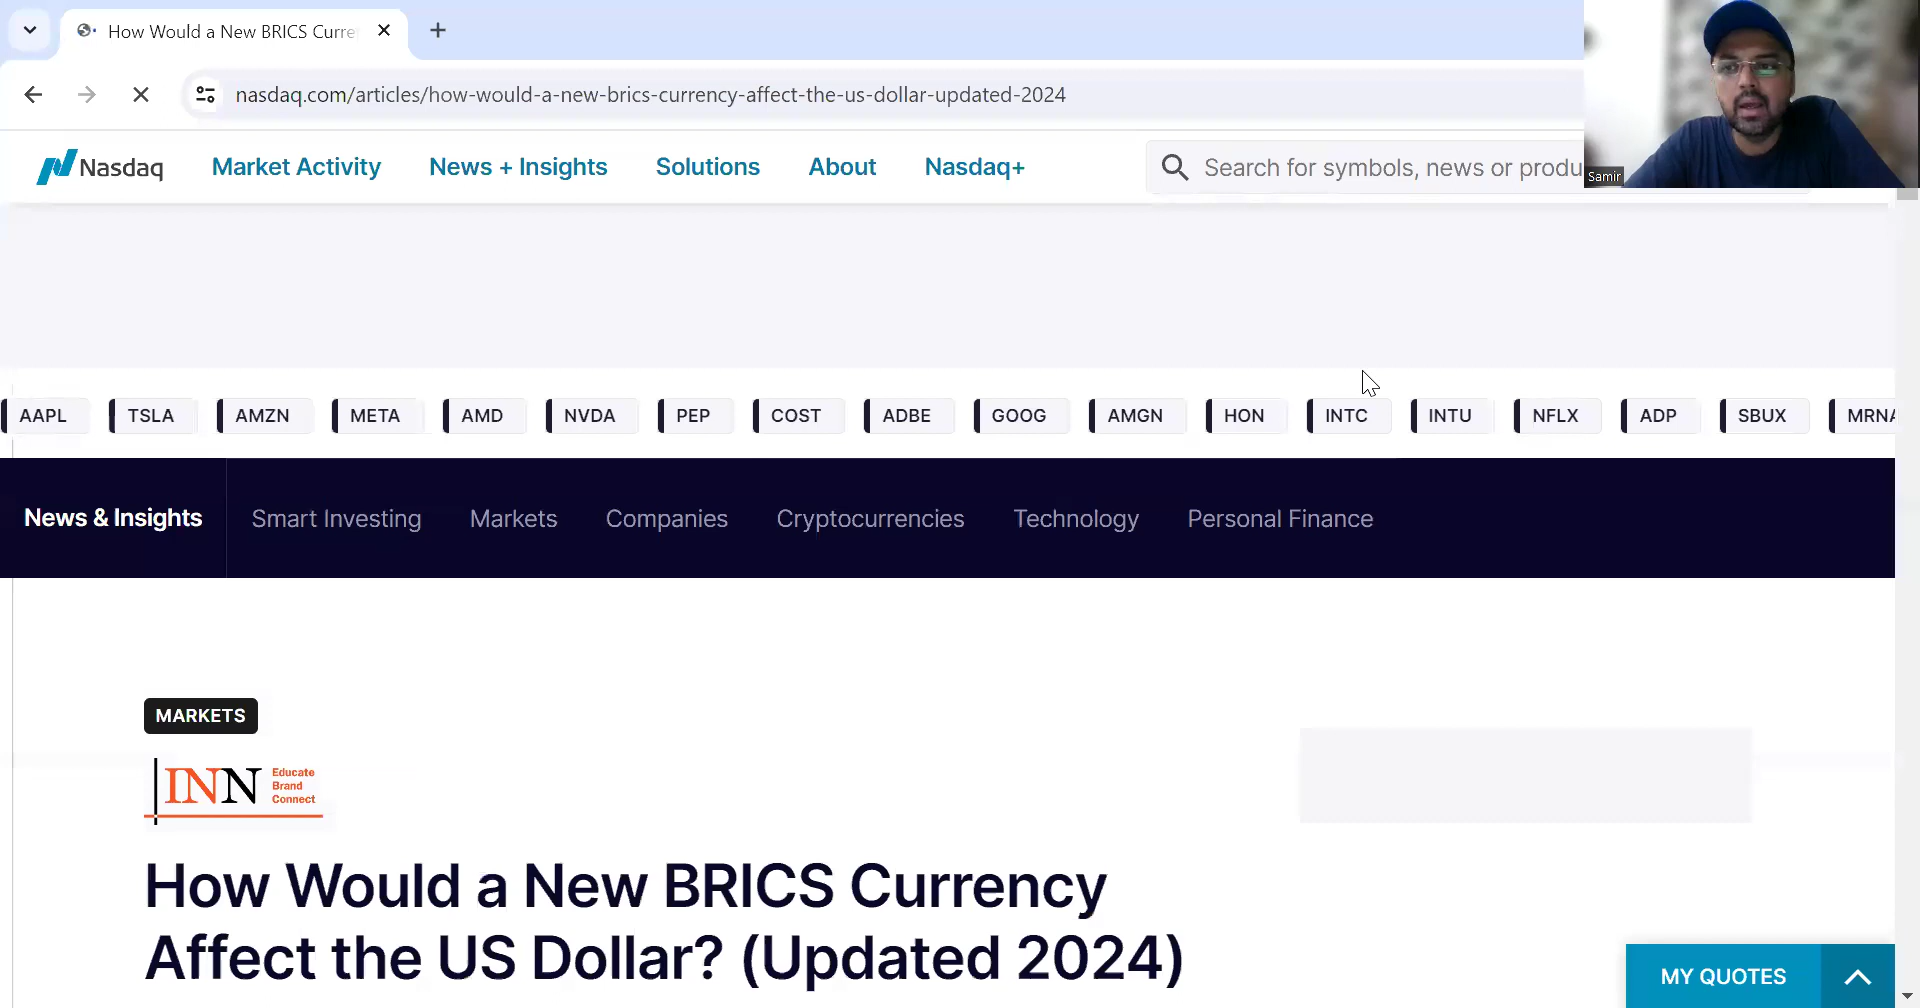 How Would a New BRICS Curre
nasdaq.com/articles/how-would-a-new-brics-currency-affect-the-us-dollar-updated-2024
Nasdaq Market Activity News + Insights Solutions About Nasdaq+ Search for symbols, news or produ
Samir
AAPL TSLA AMZN META AMD NVDA PEP COST ADBE GOOG AMGN HON INTC INTU NFLX ADP SBUX MRNA
News & Insights Smart Investing Markets Companies Cryptocurrencies Technology Personal Finance
MARKETS
INN Educate
Brand
Connect
How Would a New BRICS Currency
Affect the US Dollar? (Updated 2024)
MY QUOTES